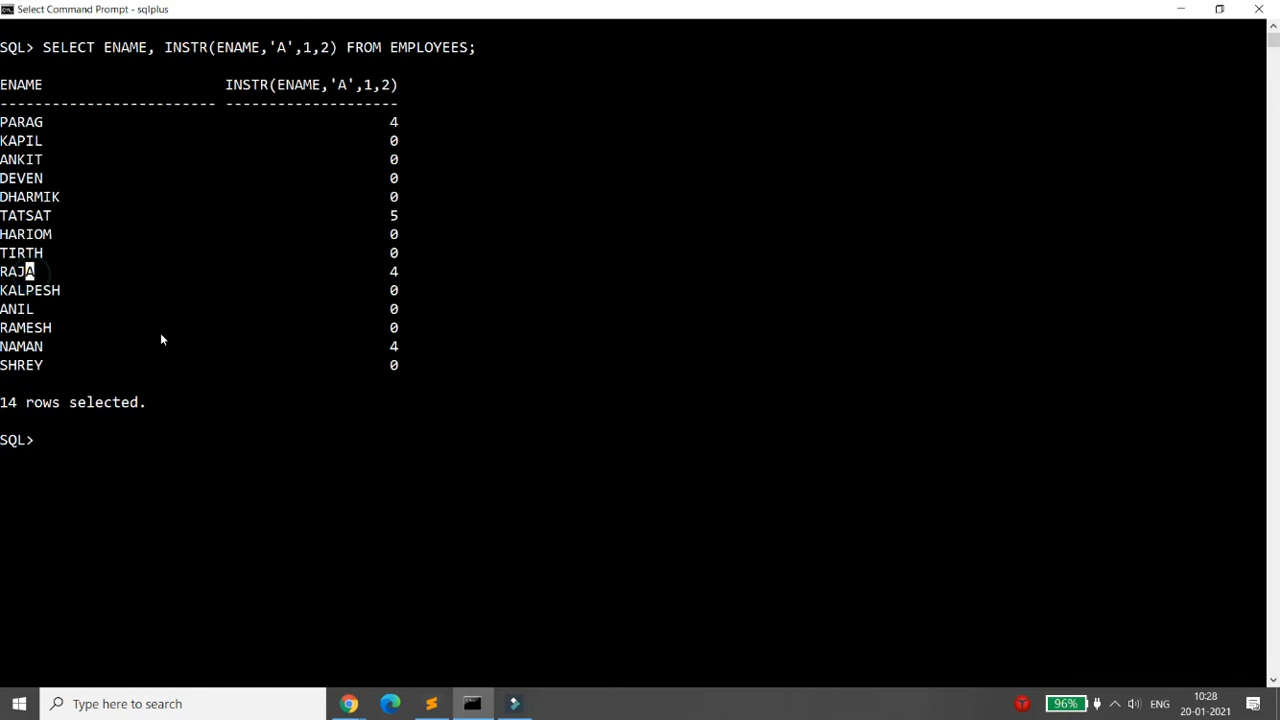 Select Command Prompt - sqlplus
SQL> SELECT ENAME, INSTR(ENAME,'A',1,2) FROM EMPLOYEES;
ENAME INSTR(ENAME,'A',1,2)
------------------------- --------------------
PARAG 4
KAPIL 0
ANKIT 0
DEVEN 0
DHARMIK 0
TATSAT 5
HARIOM 0
TIRTH 0
RAJA 4
KALPESH 0
ANIL 0
RAMESH 0
NAMAN 4
SHREY 0
14 rows selected.
SQL>
Type here to search
96%
ENG
10:28
20-01-2021